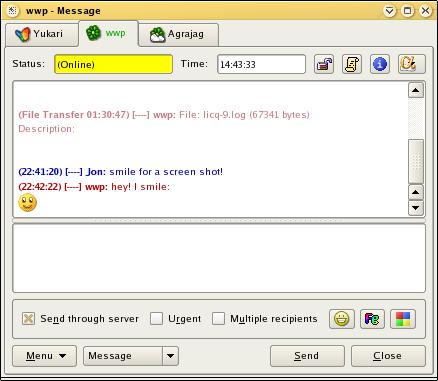 wwp - Message
Yukari wwp Agrajag
Status: (Online) Time: 14:43:33
(File Transfer 01:30:47) [----] wwp: File: licq-9.log (67341 bytes)
Description:
(22:41:20) [----] Jon: smile for a screen shot!
(22:42:22) [----] wwp: hey! I smile:
Send through server Urgent Multiple recipients Fg
Menu Message Send Close